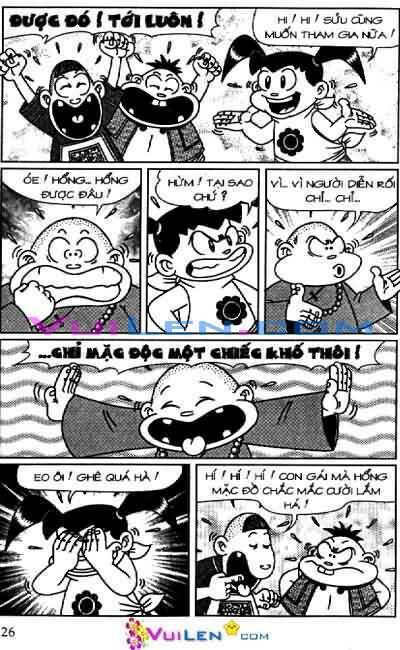 ĐƯỢC ĐÓ! TỚI LUÔN!
HI! HI! SỬU CŨNG
MUỐN THAM GIA NỮA!
ÓE! HỔNG... HỔNG
ĐƯỢC ĐÂU!
HỪM! TẠI SAO
CHỨ?
VÌ... VÌ NGƯỜI DIỄN RỐI
CHỈ... CHỈ...
VUILEN.COM
...CHỈ MẶC ĐỘC MỘT CHIẾC KHỐ THÔI!
EO ÔI! GHÊ QUÁ HÀ!
HÍ! HÍ! HÍ! CON GÁI MÀ HỔNG
MẶC ĐỒ CHẮC MẮC CƯỜI LẮM
HÁ!
26
VUILEN.COM